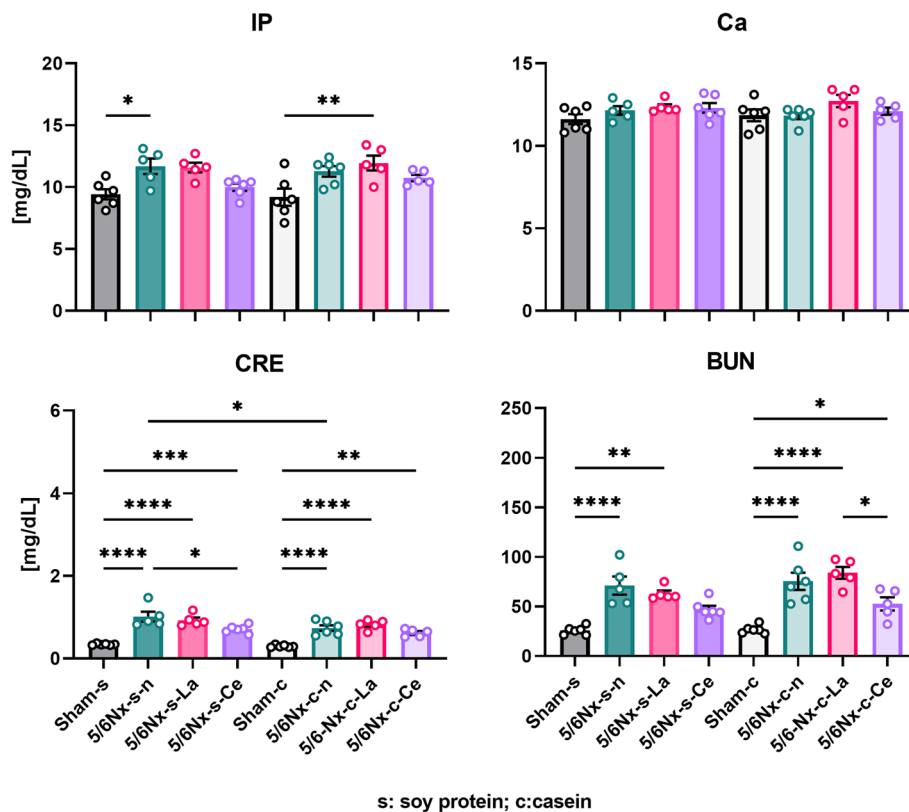 IP
Ca
[mg/dL]
20
15
10
5
0
*
**
15
10
5
0
CRE
BUN
[mg/dL]
6
4
2
0
*
***
**
****
****
****
*
****
250
200
150
100
50
0
*
**
****
****
****
*
Sham-s
5/6Nx-s-n
5/6Nx-s-La
5/6Nx-s-Ce
Sham-c
5/6Nx-c-n
5/6-Nx-c-La
5/6Nx-c-Ce
Sham-s
5/6Nx-s-n
5/6Nx-s-La
5/6Nx-s-Ce
Sham-c
5/6Nx-c-n
5/6-Nx-c-La
5/6Nx-c-Ce
s: soy protein; c:casein